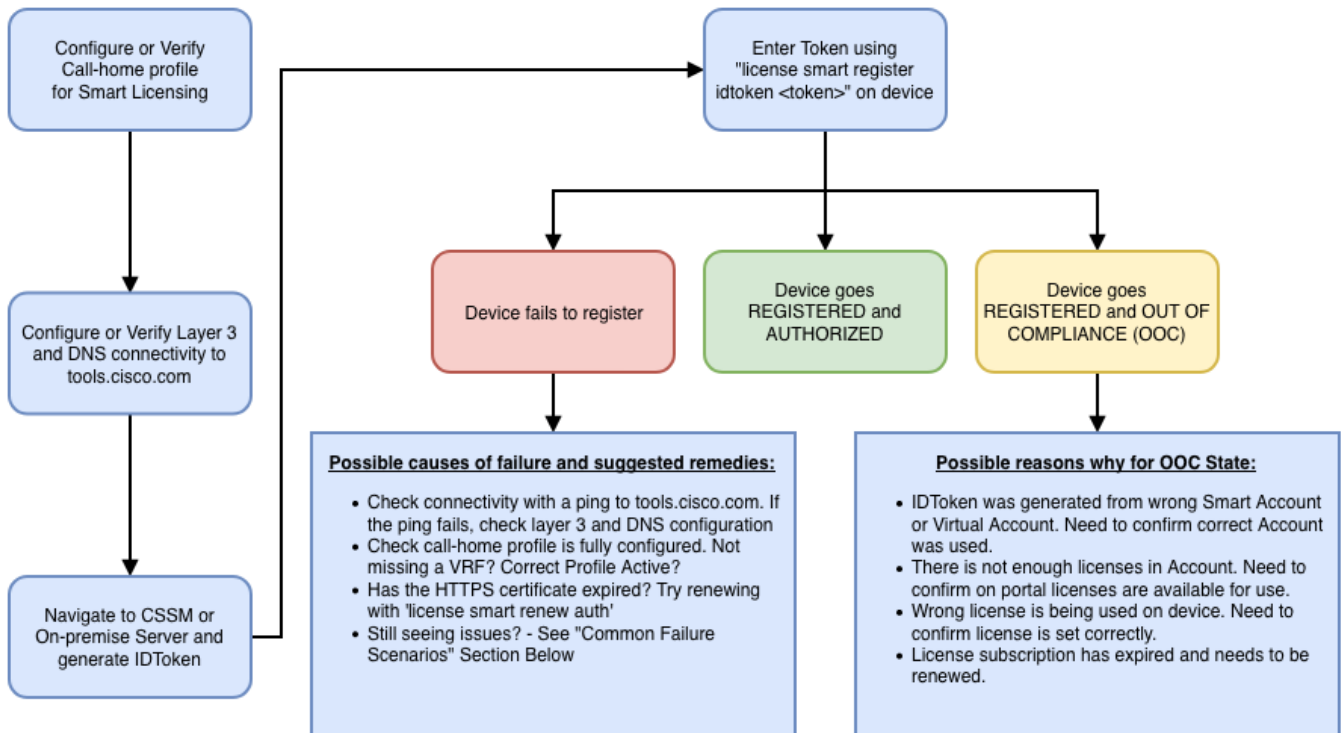 Configure or Verify
Call-home profile
for Smart Licensing
Configure or Verify Layer 3
and DNS connectivity to
tools.cisco.com
Navigate to CSSM or
On-premise Server and
generate IDToken
Enter Token using
"license smart register
idtoken <token>" on device
Device fails to register
Device goes
REGISTERED and
AUTHORIZED
Device goes
REGISTERED and OUT OF
COMPLIANCE (OOC)
Possible causes of failure and suggested remedies:
• Check connectivity with a ping to tools.cisco.com. If
the ping fails, check layer 3 and DNS configuration
• Check call-home profile is fully configured. Not
missing a VRF? Correct Profile Active?
• Has the HTTPS certificate expired? Try renewing
with 'license smart renew auth'
• Still seeing issues? - See "Common Failure
Scenarios" Section Below
Possible reasons why for OOC State:
• IDToken was generated from wrong Smart Account
or Virtual Account. Need to confirm correct Account
was used.
• There is not enough licenses in Account. Need to
confirm on portal licenses are available for use.
• Wrong license is being used on device. Need to
confirm license is set correctly.
• License subscription has expired and needs to be
renewed.